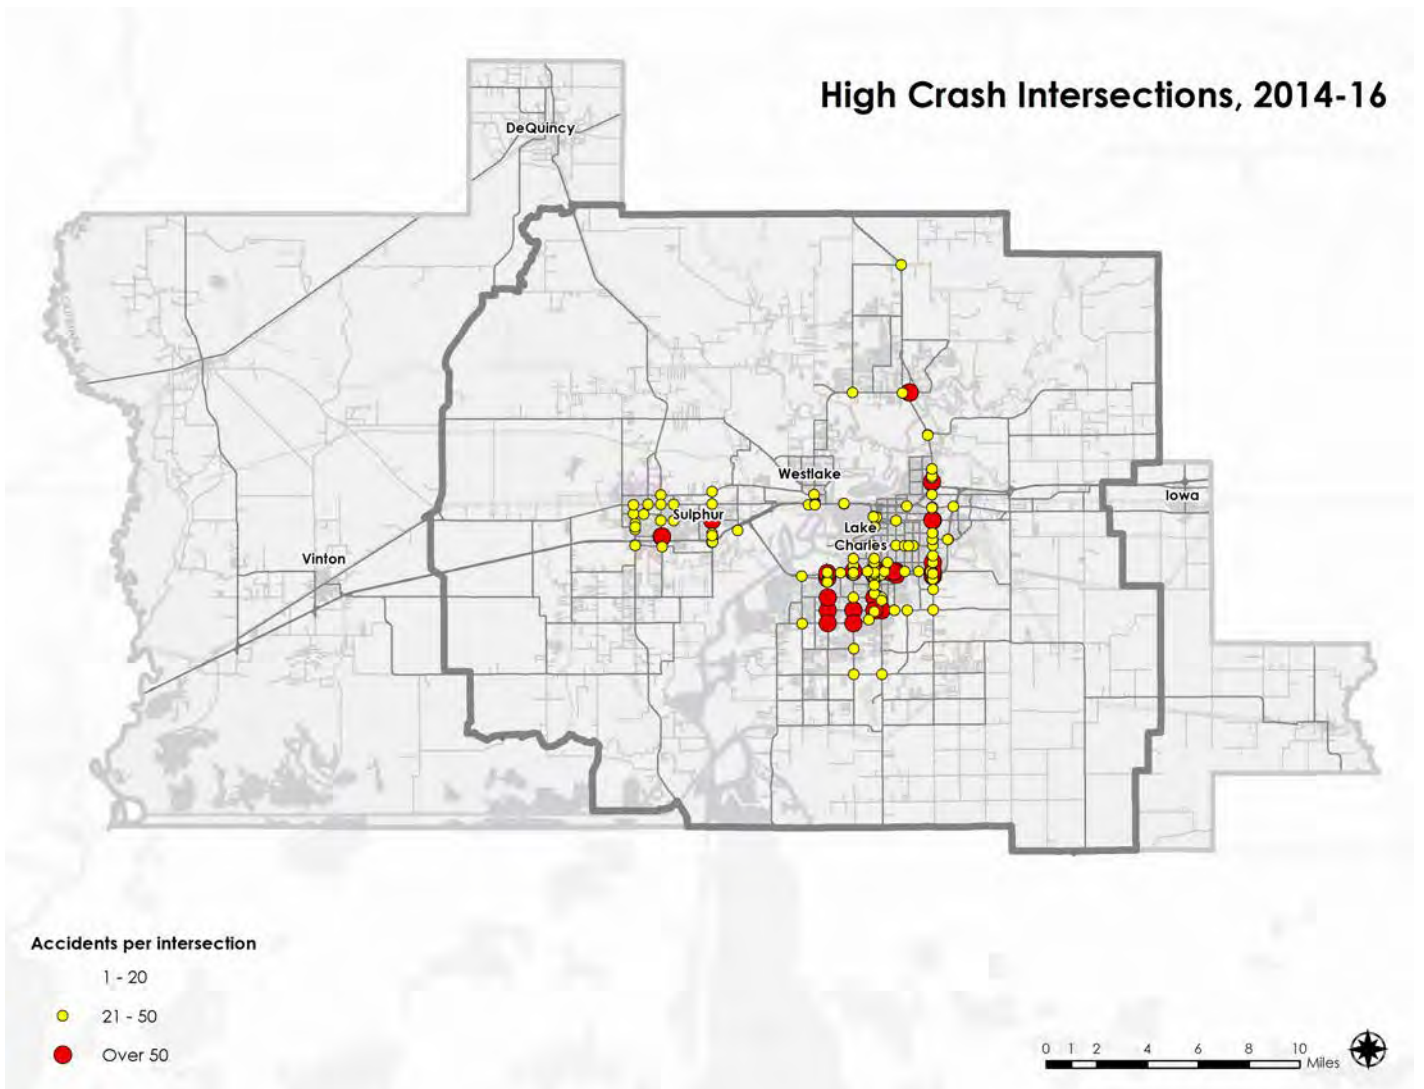 High Crash Intersections, 2014-16
DeQuincy
Westlake
Iowa
Sulphur
Lake
Charles
Vinton
Accidents per intersection
1 - 20
21 - 50
Over 50
0 1 2 4 6 8 10
Miles